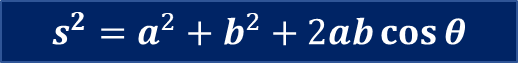 s² = a² + b² + 2ab cos θ